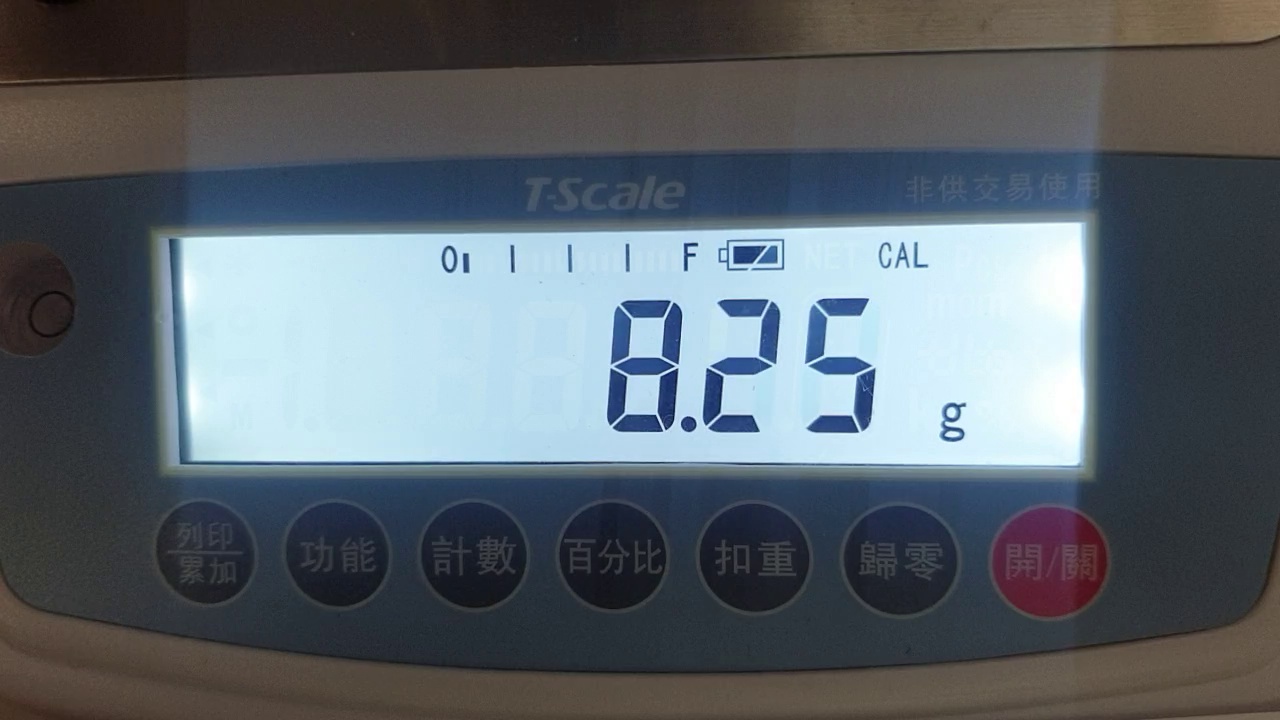 T-Scale
非供交易使用
0 F CAL
8.25 g
列印 功能 計數 百分比 扣重 歸零 開/關
累加